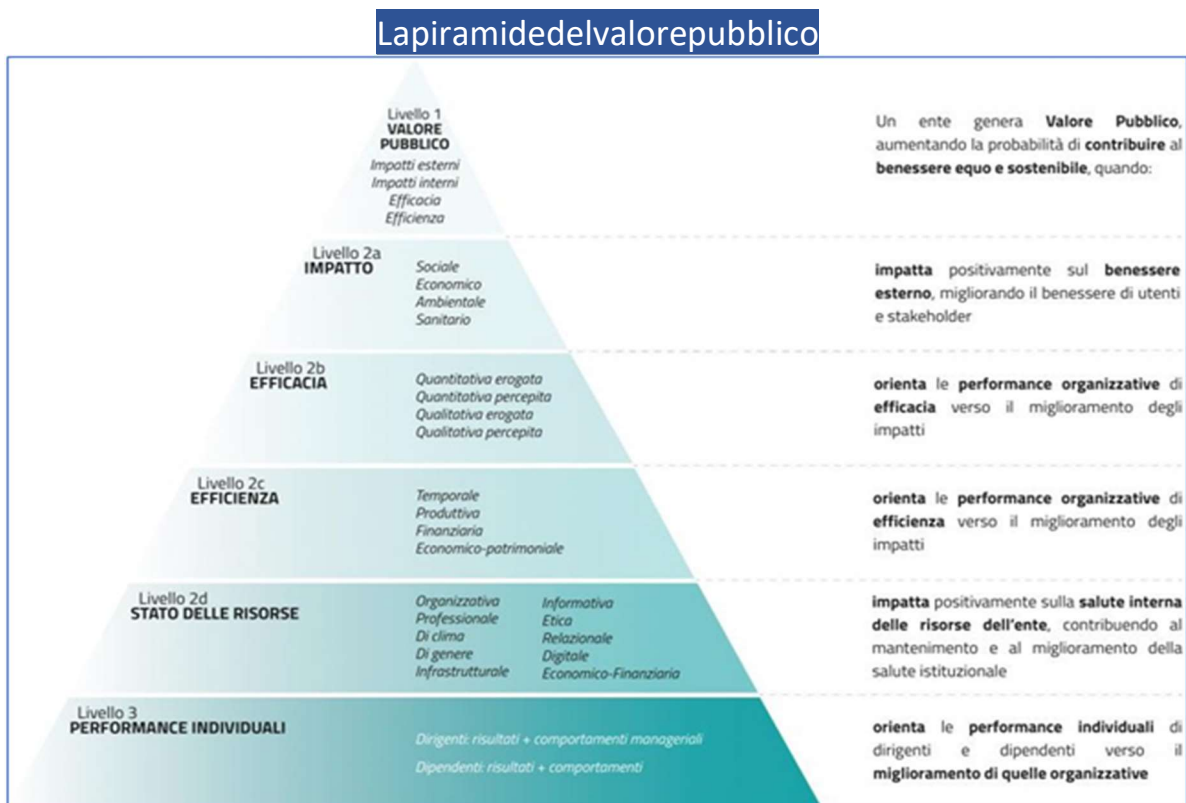 Lapiramidedelvalorepubblico
Livello 1
VALORE
PUBBLICO
Impatti esterni
Impatti interni
Efficacia
Efficienza
Un ente genera Valore Pubblico,
aumentando la probabilità di contribuire al
benessere equo e sostenibile, quando:
Livello 2a
IMPATTO
Sociale
Economico
Ambientale
Sanitario
impatta positivamente sul benessere
esterno, migliorando il benessere di utenti
e stakeholder
Livello 2b
EFFICACIA
Quantitativa erogata
Quantitativa percepita
Qualitativa erogata
Qualitativa percepita
orienta le performance organizzative di
efficacia verso il miglioramento degli
impatti
Livello 2c
EFFICIENZA
Temporale
Produttiva
Finanziaria
Economico-patrimoniale
orienta le performance organizzative di
efficienza verso il miglioramento degli
impatti
Livello 2d
STATO DELLE RISORSE
Organizzativa
Professionale
Di clima
Di genere
Infrastrutturale
Informativa
Etica
Relazionale
Digitale
Economico-Finanziaria
impatta positivamente sulla salute interna
delle risorse dell'ente, contribuendo al
mantenimento e al miglioramento della
salute istituzionale
Livello 3
PERFORMANCE INDIVIDUALI
Dirigenti: risultati + comportamenti manageriali
Dipendenti: risultati + comportamenti
orienta le performance individuali di
dirigenti e dipendenti verso il
miglioramento di quelle organizzative